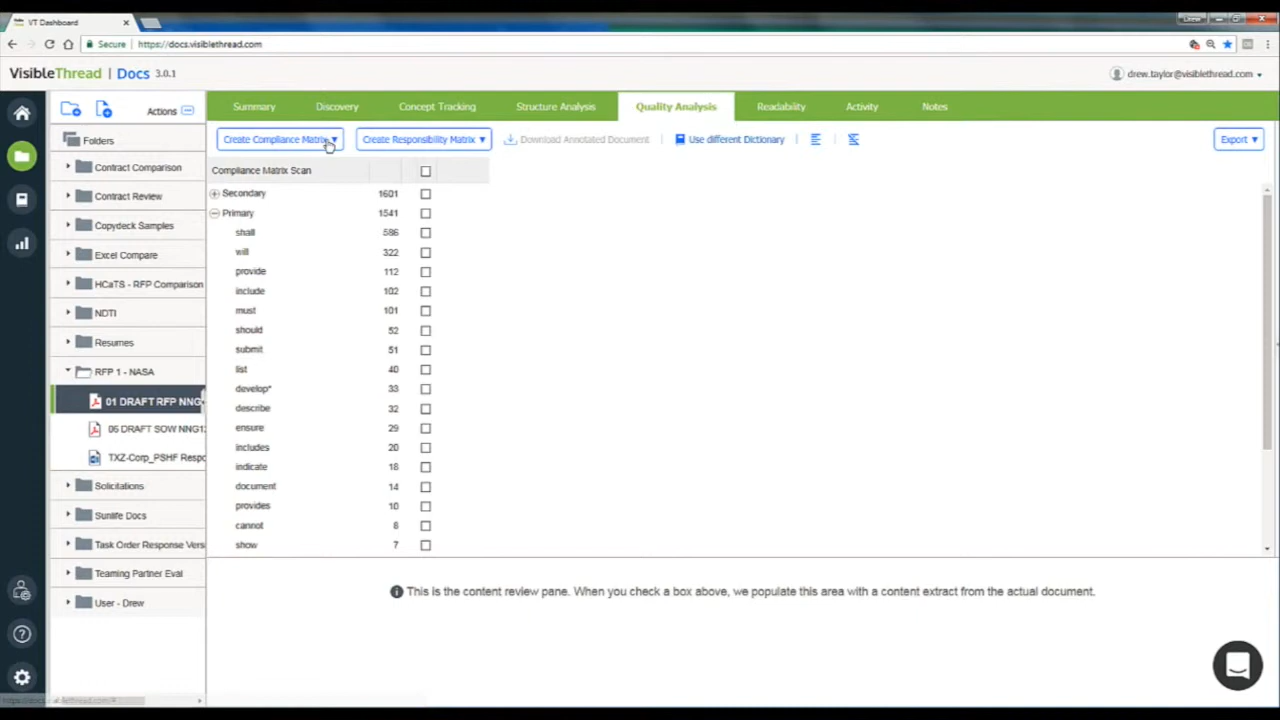 VT Dashboard
Drew
Secure
https://docs.visiblethread.com
VisibleThread | Docs 3.0.1
drew.taylor@visiblethread.com
Actions
Summary
Discovery
Concept Tracking
Structure Analysis
Quality Analysis
Readability
Activity
Notes
Folders
Create Compliance Matrix
Create Responsibility Matrix
Download Annotated Document
Use different Dictionary
Export
Contract Comparison
Contract Review
Copydeck Samples
Excel Compare
HCaTS - RFP Comparison
NDTI
Resumes
RFP 1 - NASA
01 DRAFT RFP NNG
06 DRAFT SOW NNG1
TXZ-Corp_PSHF Respo
Solicitations
Sunlife Docs
Task Order Response Vers
Teaming Partner Eval
User - Drew
Compliance Matrix Scan
Secondary 1601
Primary 1541
shall 586
will 322
provide 112
include 102
must 101
should 52
submit 51
list 40
develop* 33
describe 32
ensure 29
includes 20
indicate 18
document 14
provides 10
cannot 8
show 7
This is the content review pane. When you check a box above, we populate this area with a content extract from the actual document.